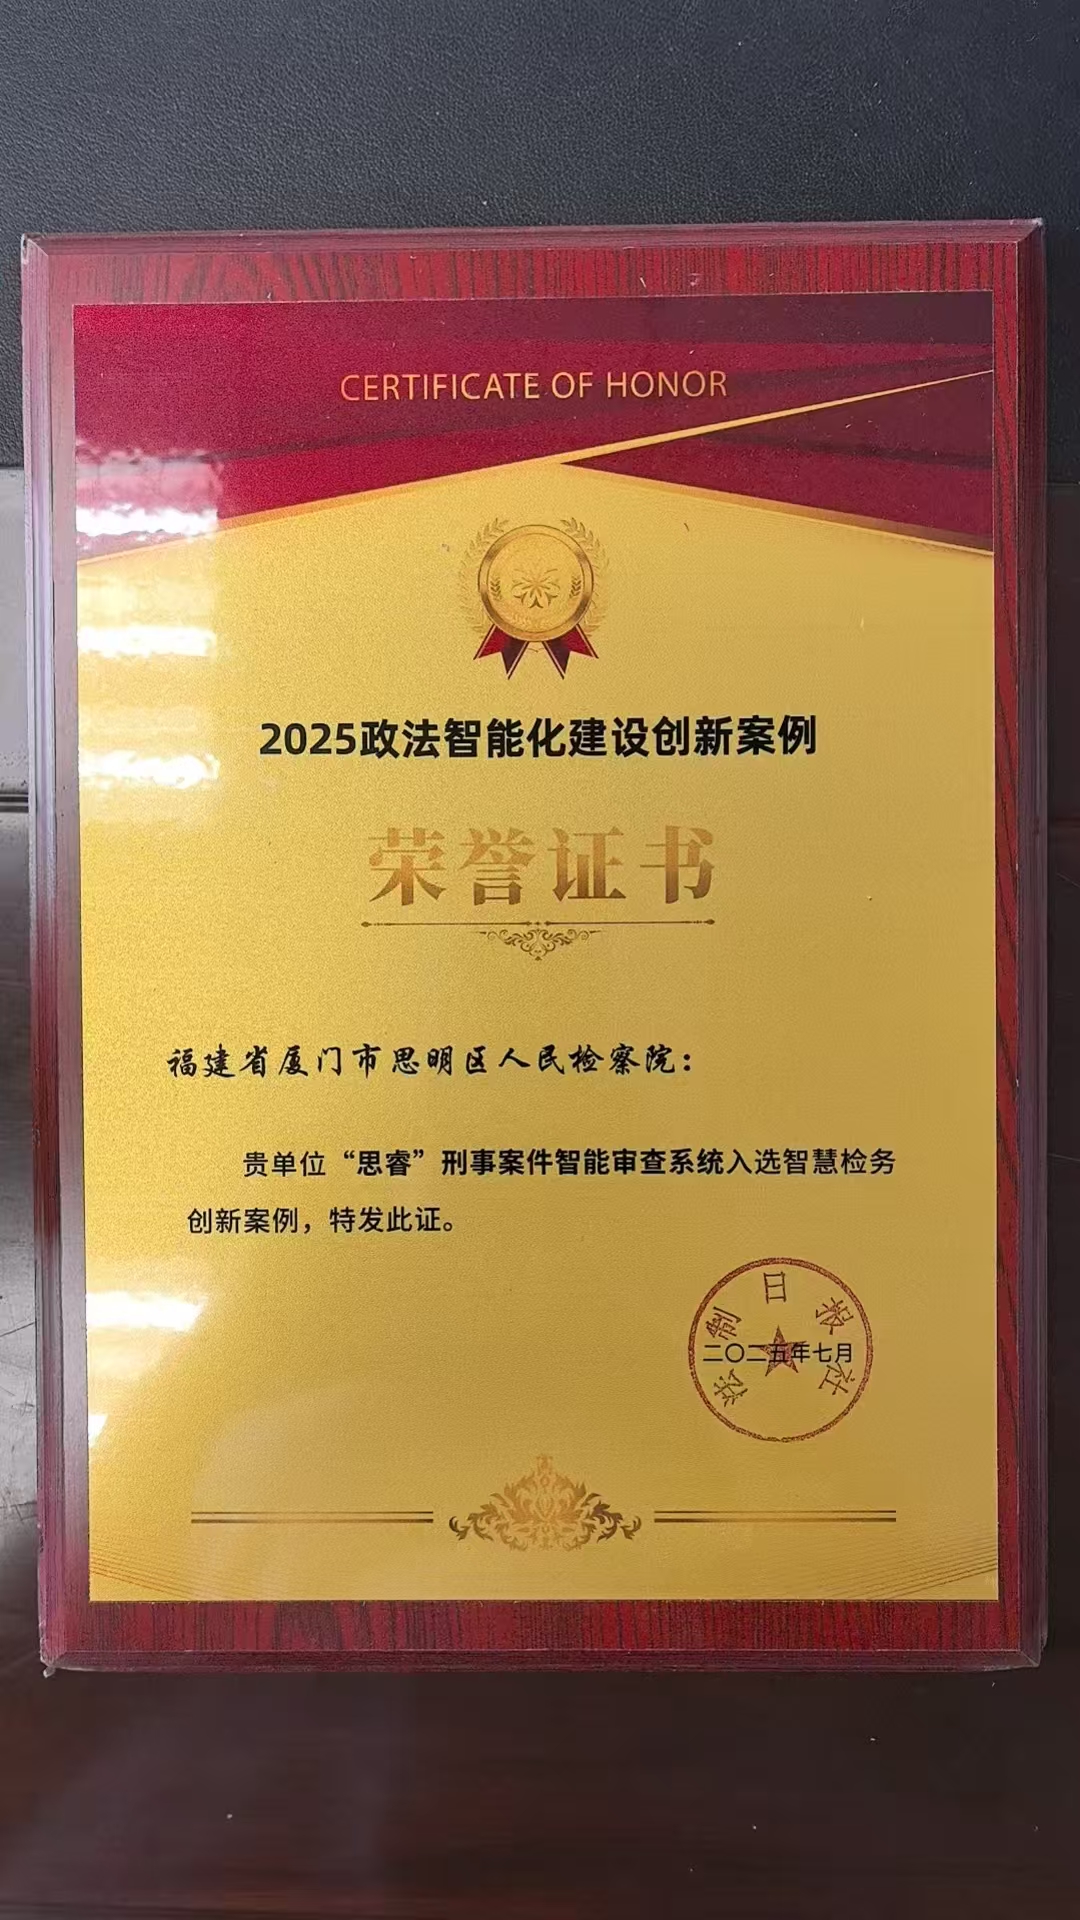 CERTIFICATE OF HONOR
2025政法智能化建设创新案例
荣誉证书
福建省厦门市思明区人民检察院：
贵单位“思睿”刑事案件智能审查系统入选智慧检务
创新案例，特发此证。
法制日报社
二〇二五年七月